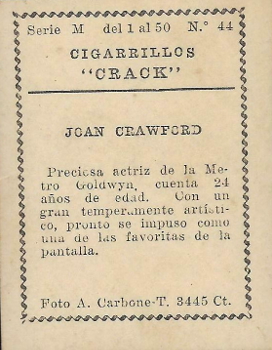 Serie M del 1 al 50 N.° 44
CIGARRILLOS
"CRACK"
JOAN CRAWFORD
Preciosa actriz de la Me-
tro Goldwyn, cuenta 24
años de edad. Con un
gran temperamente artísti-
co, pronto se impuso como
una de las favoritas de la
pantalla.
Foto A. Carbone-T. 3445 Ct.